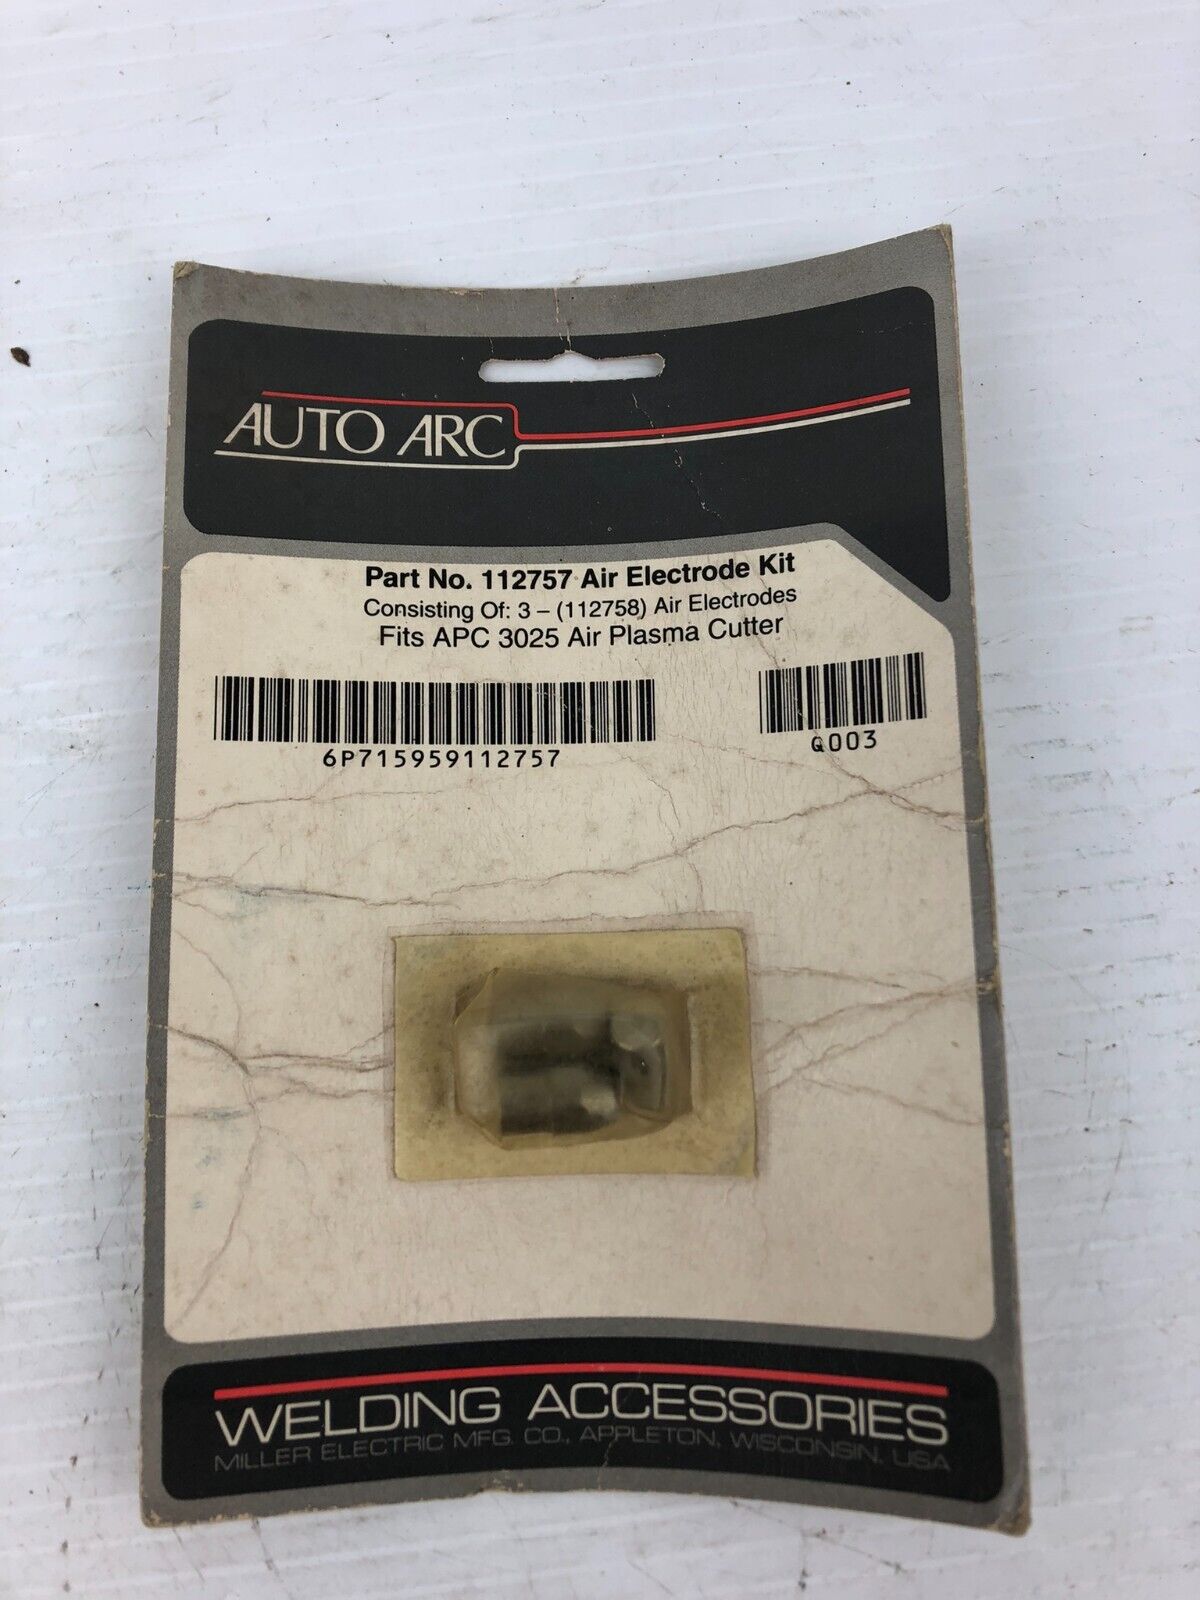 AUTO ARC
Part No. 112757 Air Electrode Kit
Consisting Of: 3 – (112758) Air Electrodes
Fits APC 3025 Air Plasma Cutter
6P715959112757
Q003
WELDING ACCESSORIES
MILLER ELECTRIC MFG. CO., APPLETON, WISCONSIN, USA